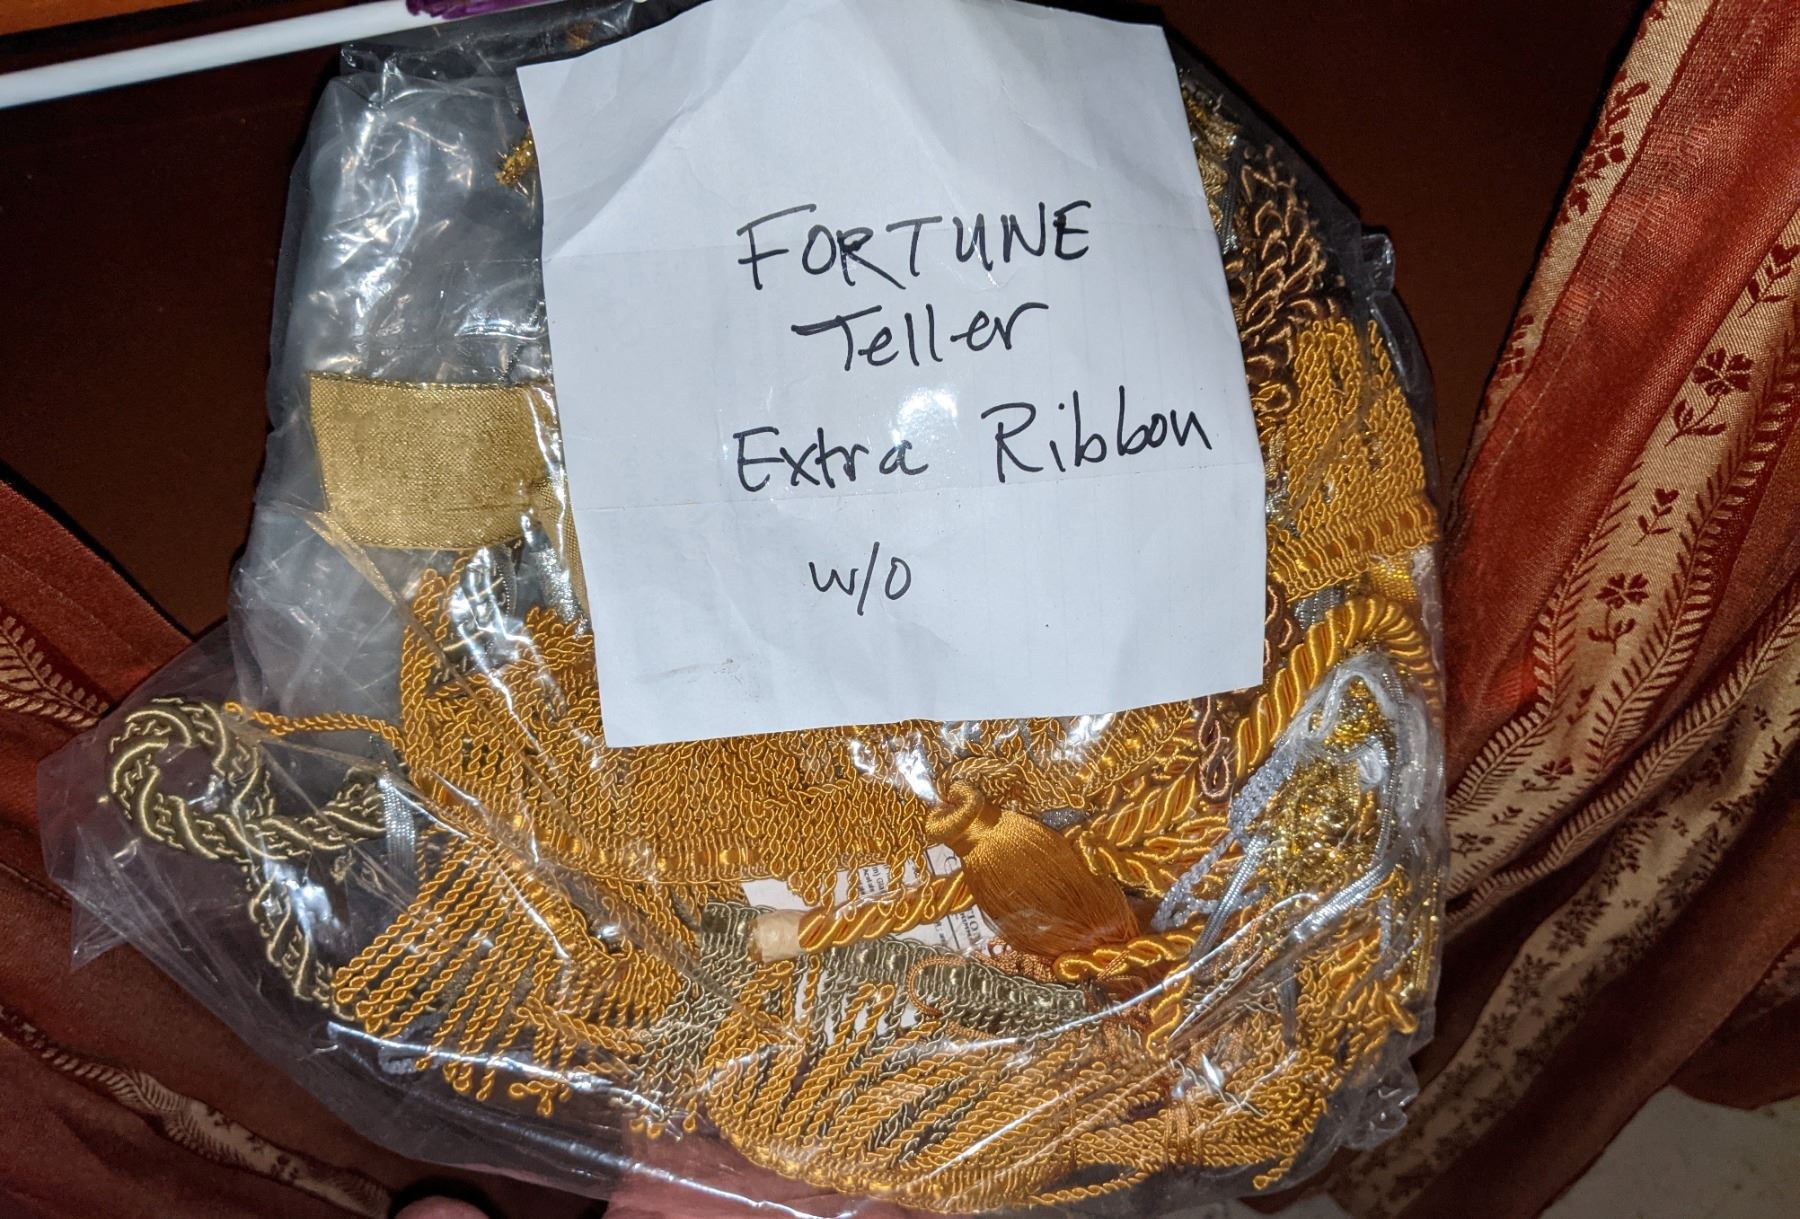 FORTUNE
Teller
Extra Ribbon
w/o